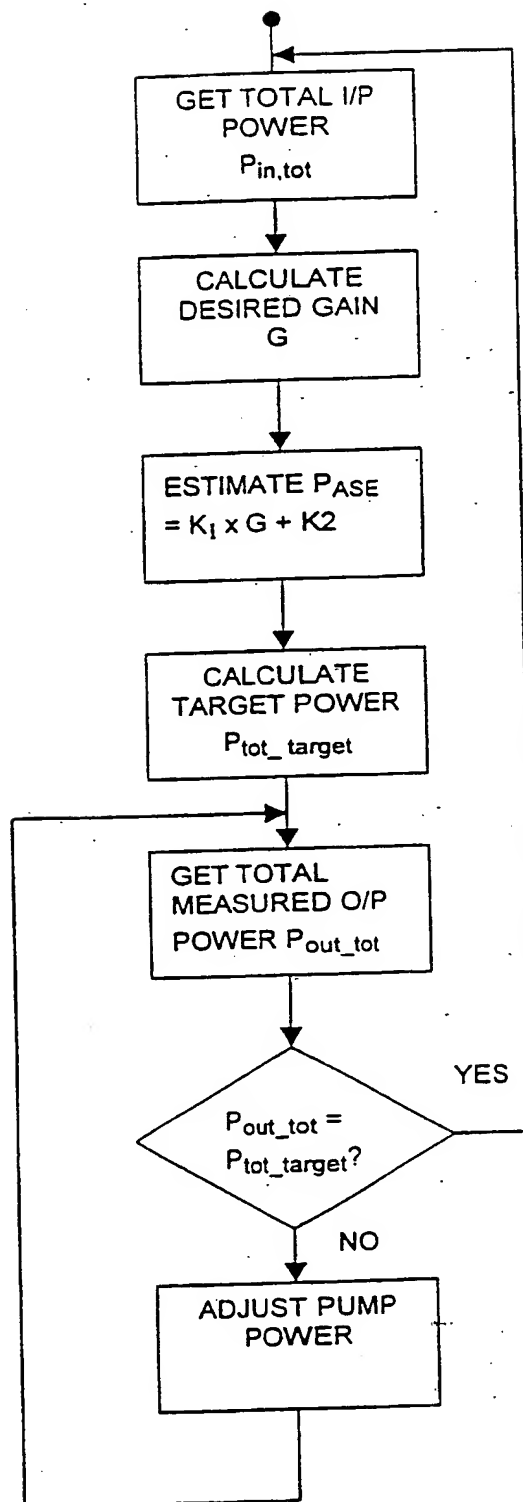 GET TOTAL I/P
POWER
Pin,tot
CALCULATE
DESIRED GAIN
G
ESTIMATE PASE
= K1 x G + K2
CALCULATE
TARGET POWER
Ptot_target
GET TOTAL
MEASURED O/P
POWER Pout_tot
YES
Pout_tot =
Ptot_target?
NO
ADJUST PUMP
POWER